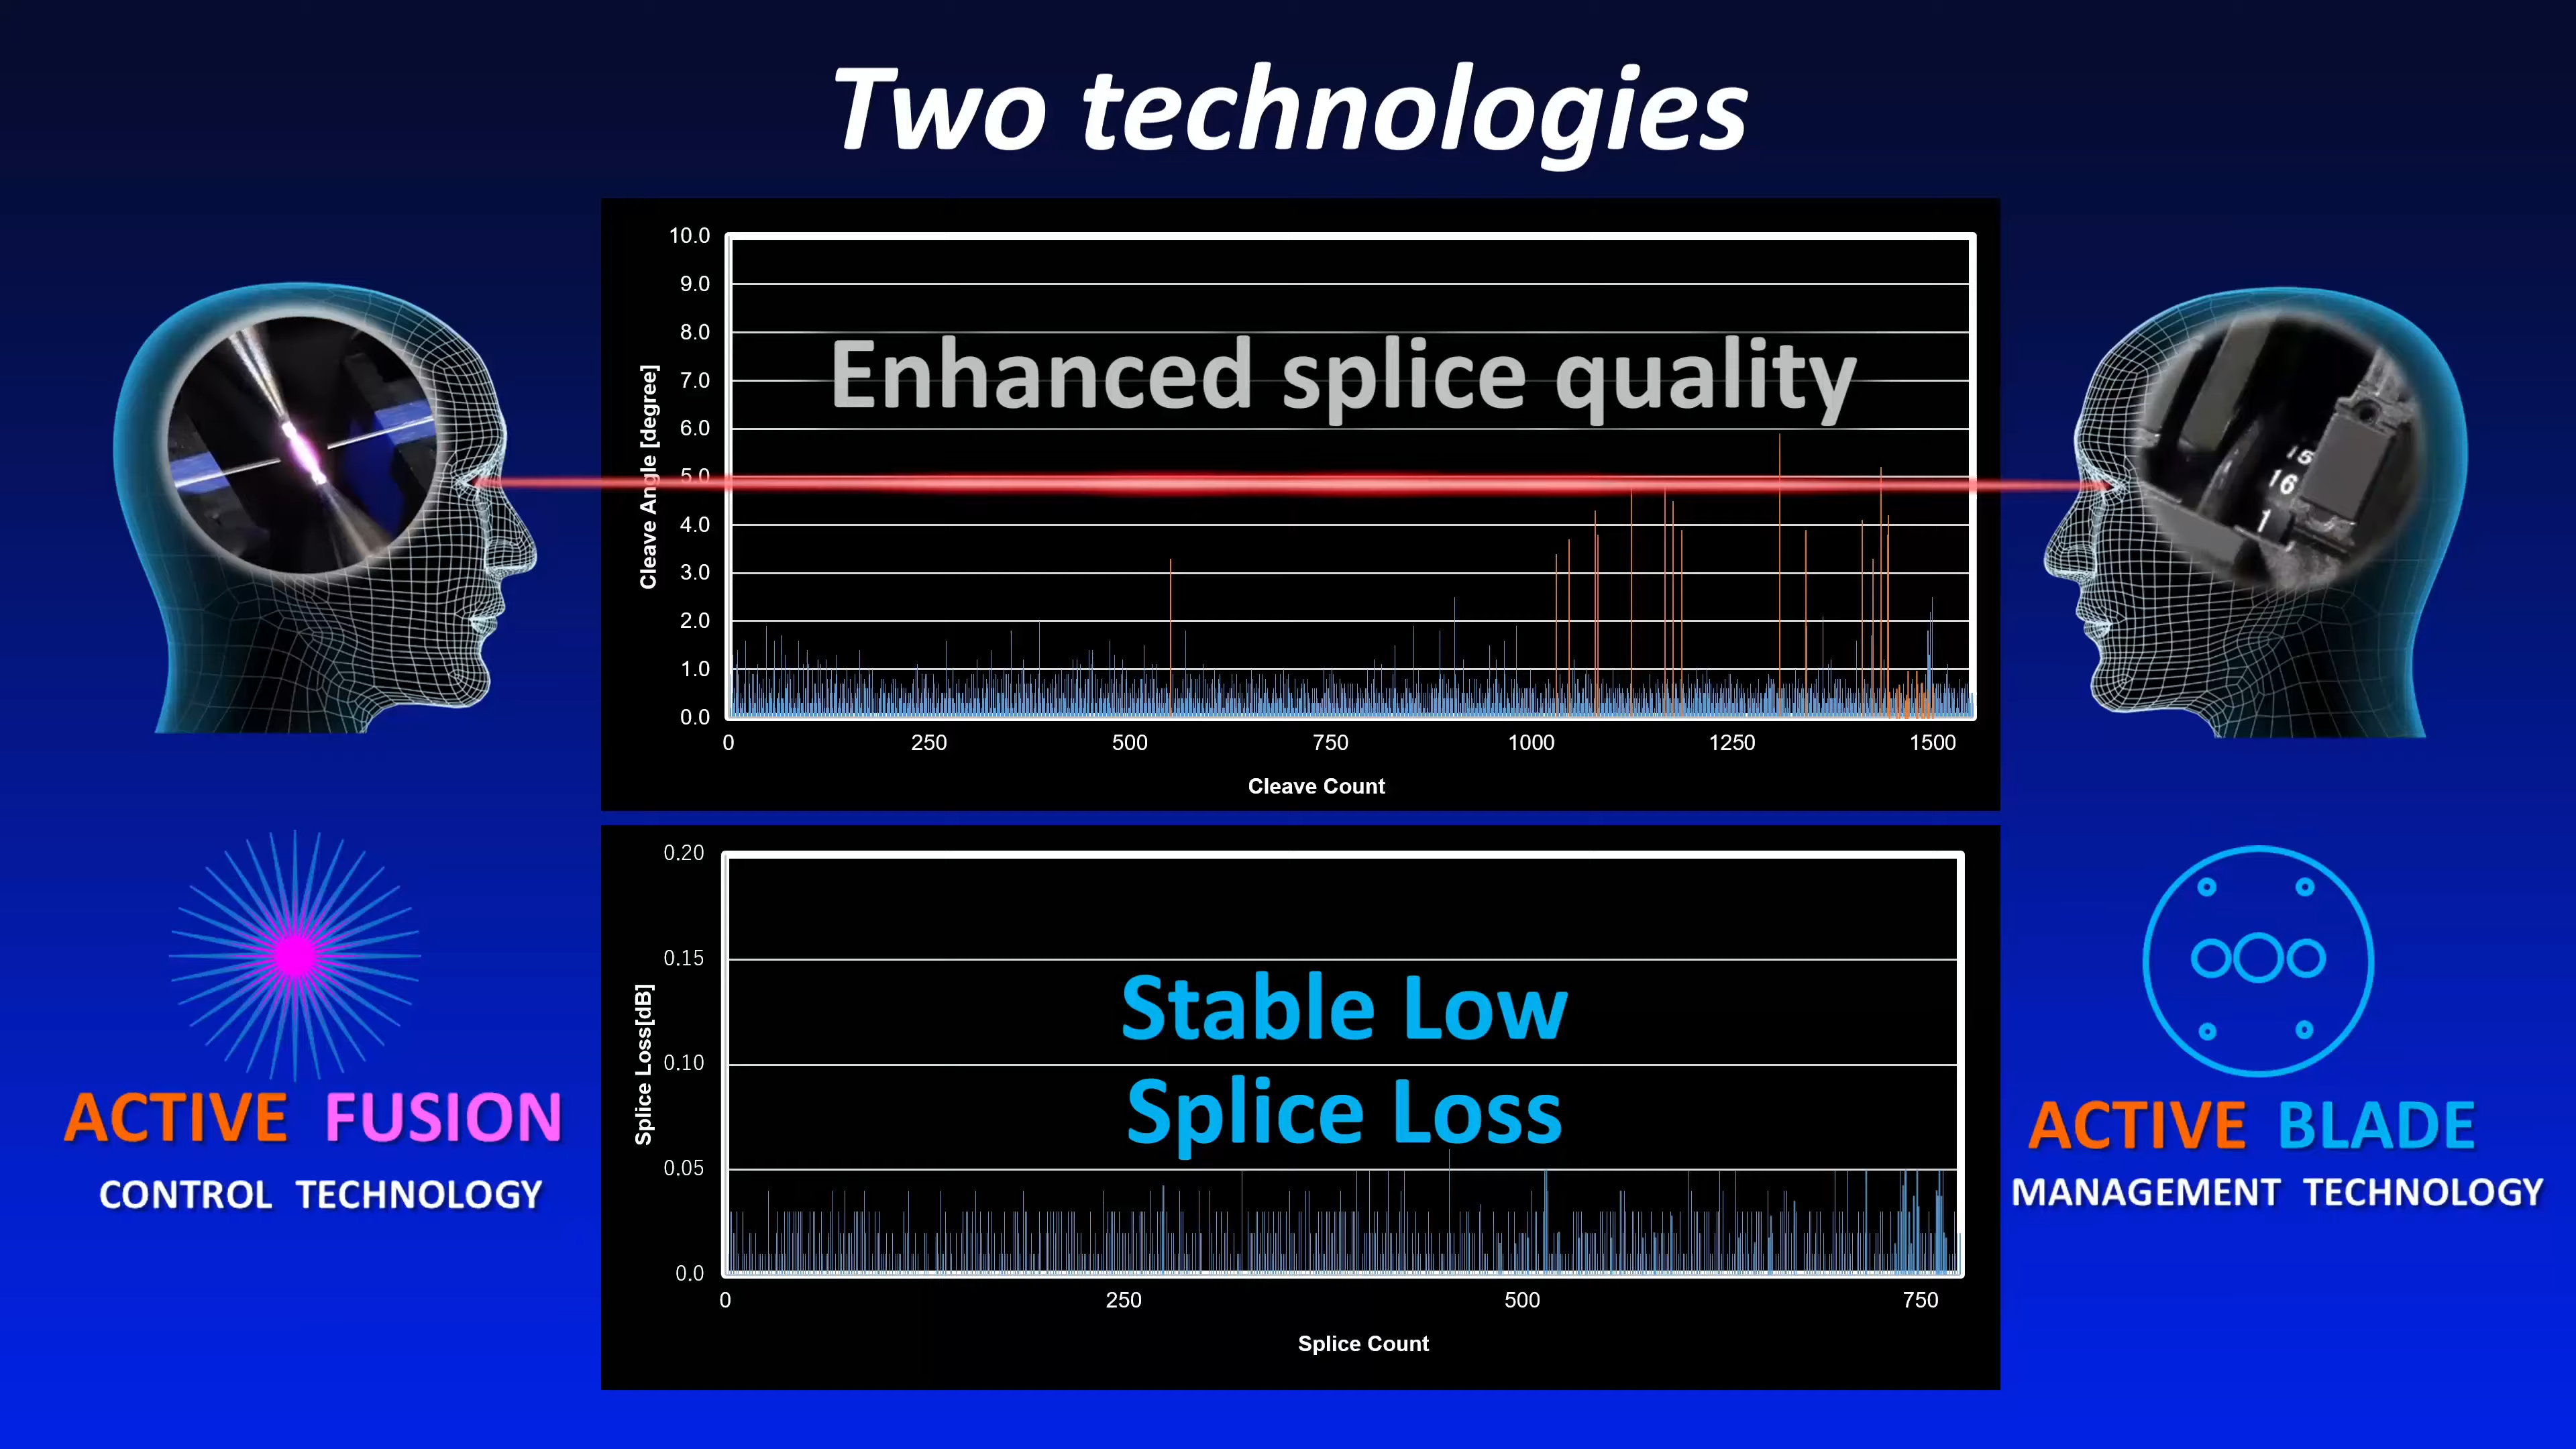 Two technologies
10.0
9.0
8.0
7.0
6.0
5.0
4.0
3.0
2.0
1.0
0.0
Cleave Angle [degree]
Enhanced splice quality
0 250 500 750 1000 1250 1500
Cleave Count
15
16
1
0.20
0.15
0.10
0.05
0.0
Splice Loss[dB]
Stable Low
Splice Loss
0 250 500 750
Splice Count
ACTIVE FUSION
CONTROL TECHNOLOGY
ACTIVE BLADE
MANAGEMENT TECHNOLOGY